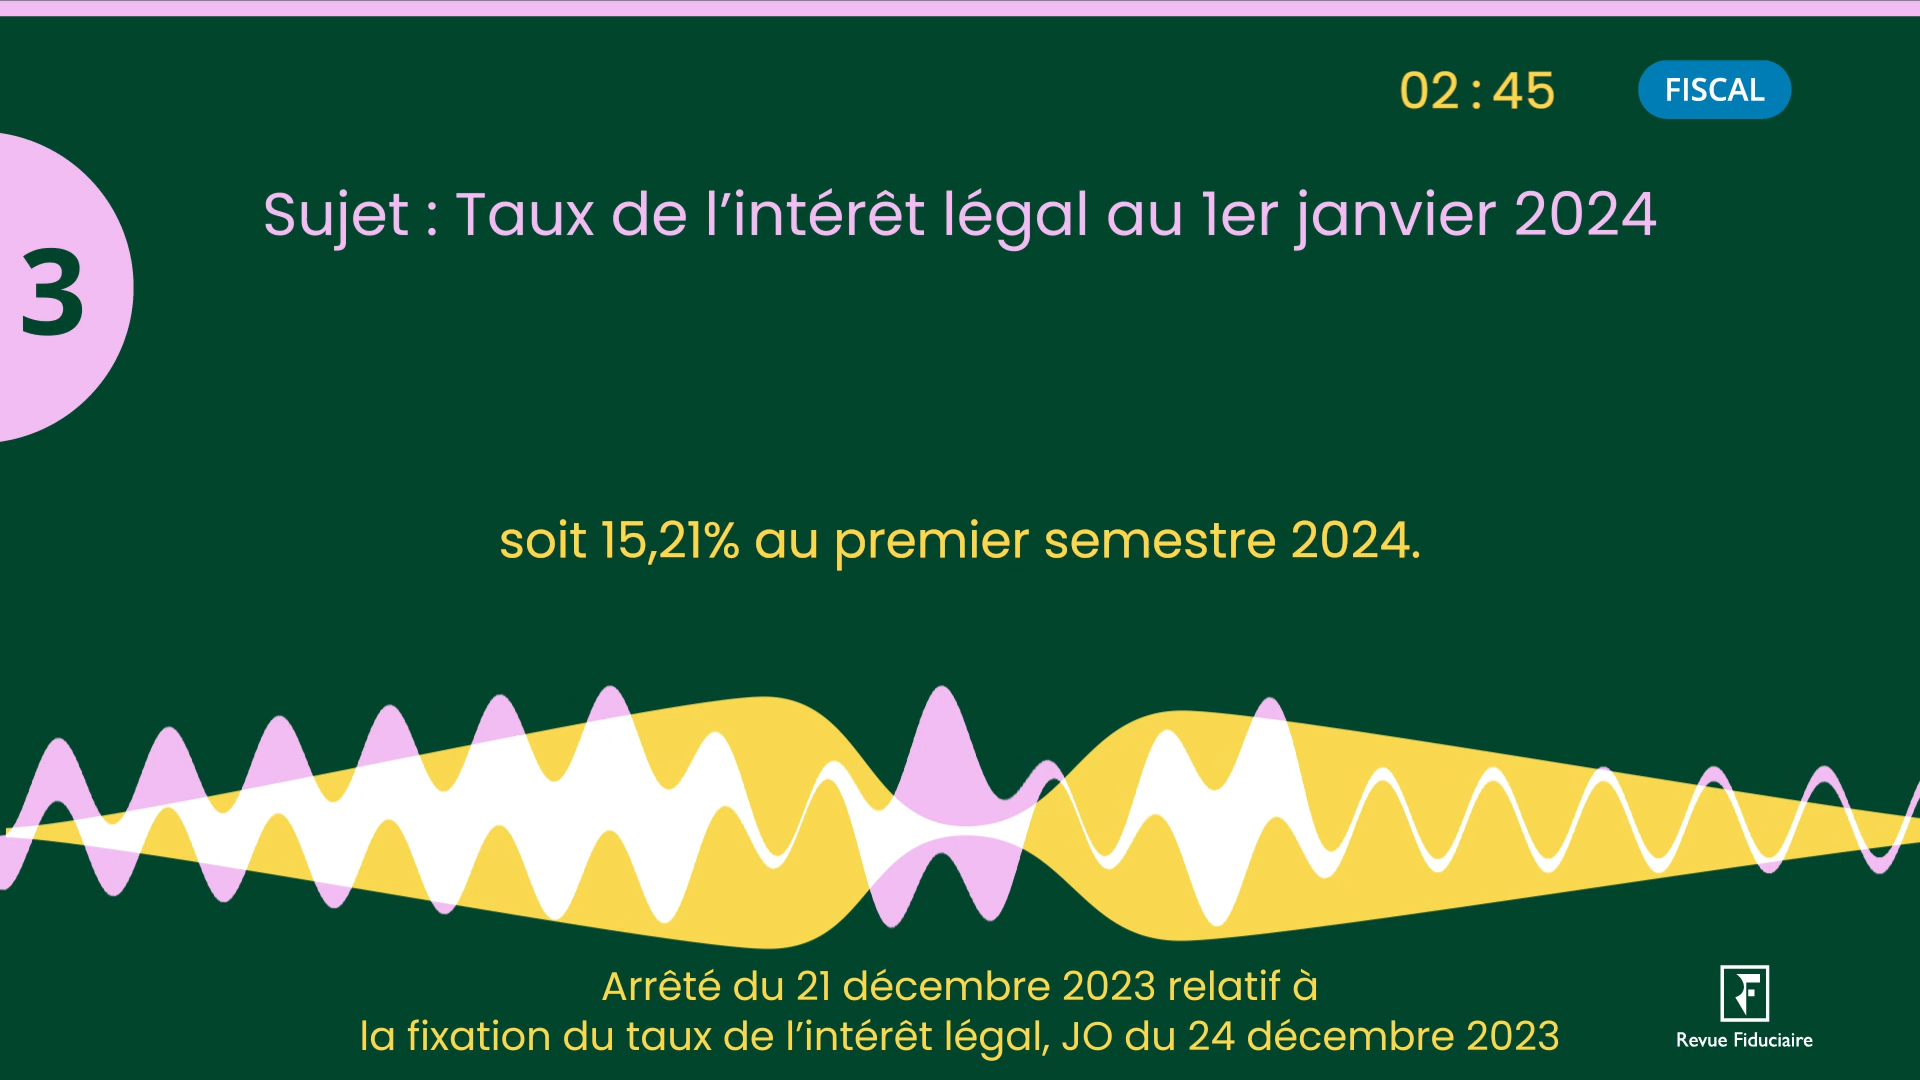 02 : 45
FISCAL
Sujet : Taux de l’intérêt légal au 1er janvier 2024
3
soit 15,21% au premier semestre 2024.
Arrêté du 21 décembre 2023 relatif à
la fixation du taux de l’intérêt légal, JO du 24 décembre 2023
RF
Revue Fiduciaire